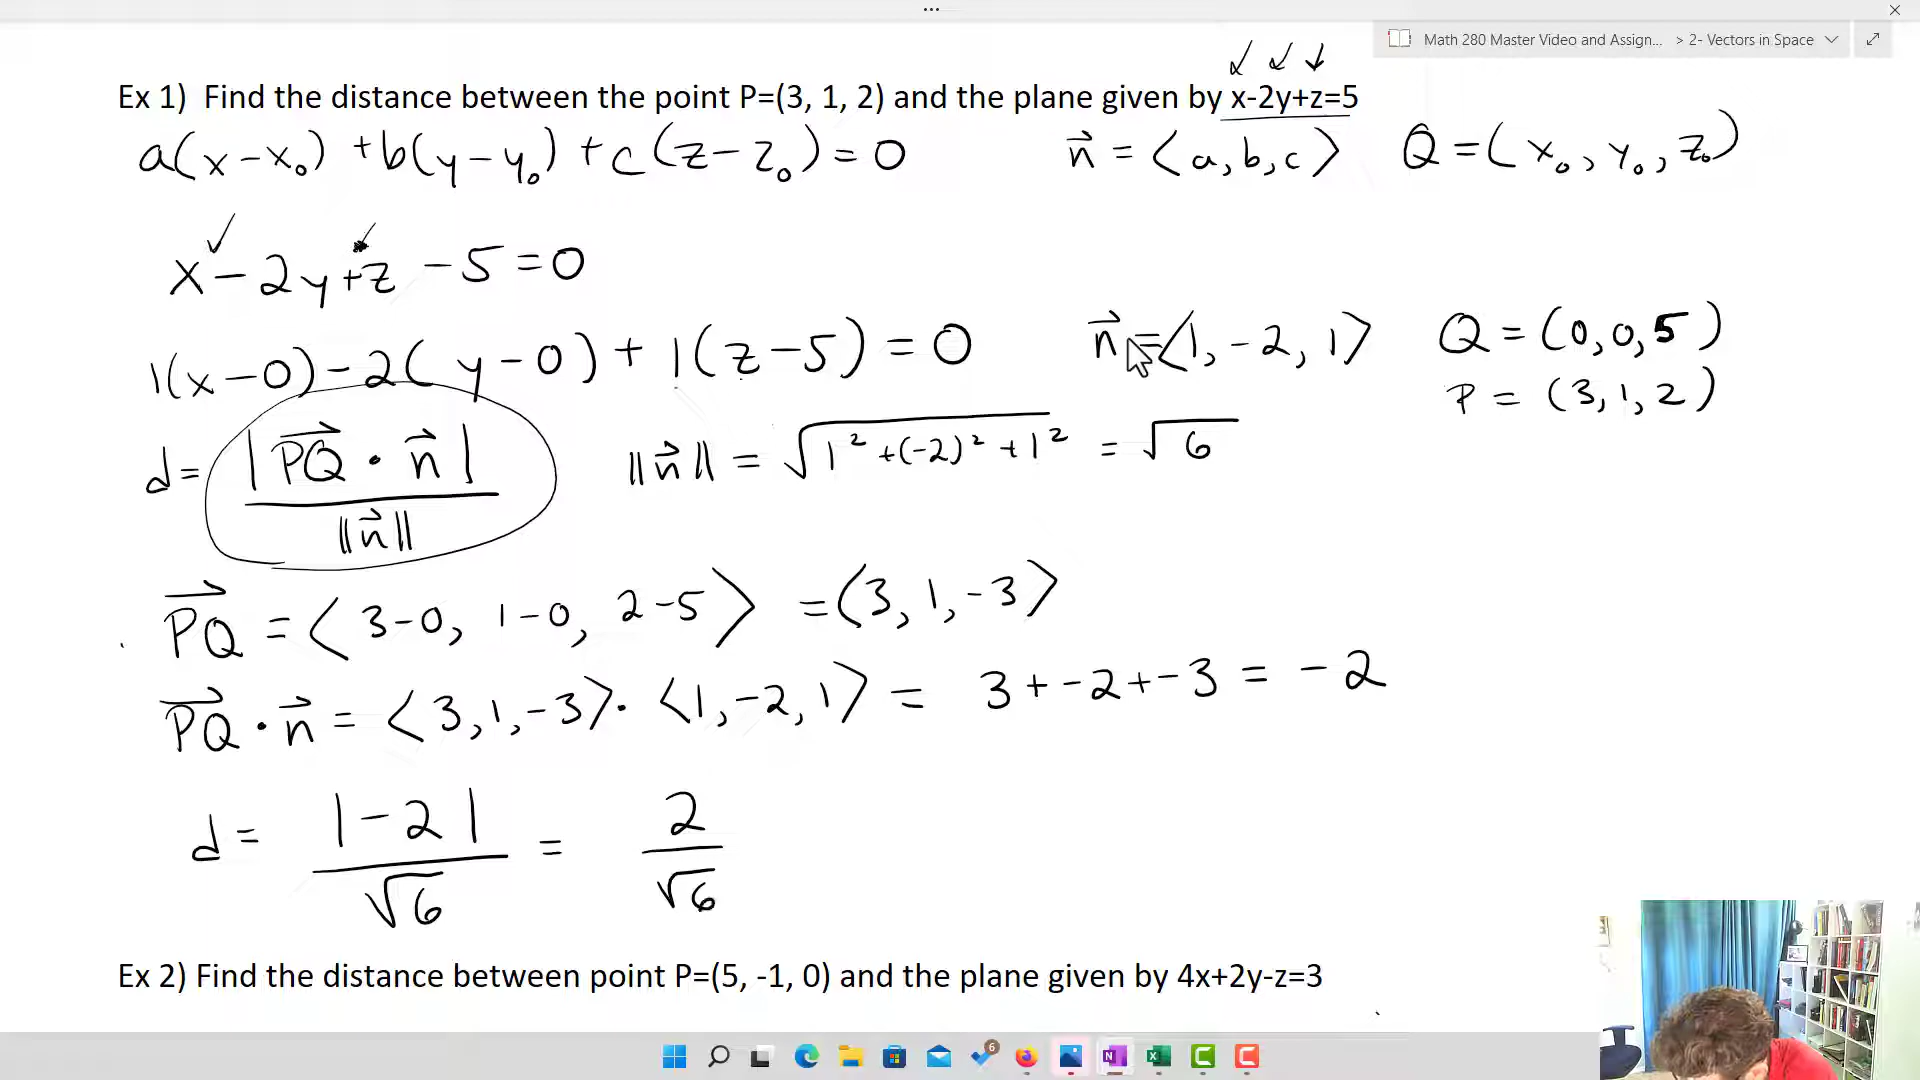 Math 280 Master Video and Assign... > 2- Vectors in Space
Ex 1) Find the distance between the point P=(3, 1, 2) and the plane given by x-2y+z=5
a(x-x₀) +b(y-y₀) +c(z-z₀)=0 n⃗ = ⟨a,b,c⟩ Q=(x₀, y₀, z₀)
x-2y+z -5=0
1(x-0)-2(y-0)+1(z-5)=0 n⃗=⟨1,-2,1⟩ Q=(0,0,5)
P=(3,1,2)
d= |PQ⃗ · n⃗| / ||n⃗|| ||n⃗|| = √(1²+(-2)²+1²) = √6
PQ⃗ = ⟨3-0, 1-0, 2-5⟩ =⟨3,1,-3⟩
PQ⃗ · n⃗ = ⟨3,1,-3⟩ · ⟨1,-2,1⟩ = 3+-2+-3 = -2
d= |-2| / √6 = 2 / √6
Ex 2) Find the distance between point P=(5, -1, 0) and the plane given by 4x+2y-z=3
6